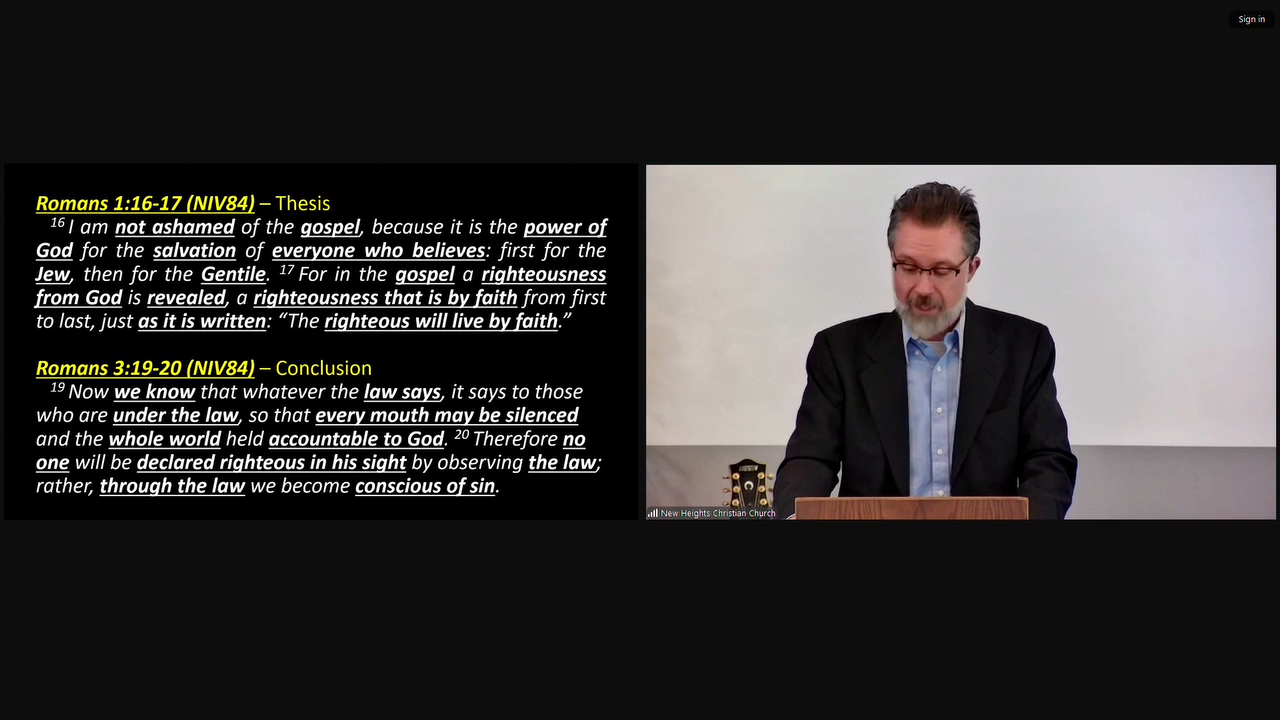 Sign in
Romans 1:16-17 (NIV84) – Thesis
16 I am not ashamed of the gospel, because it is the power of
God for the salvation of everyone who believes: first for the
Jew, then for the Gentile. 17 For in the gospel a righteousness
from God is revealed, a righteousness that is by faith from first
to last, just as it is written: “The righteous will live by faith.”
Romans 3:19-20 (NIV84) – Conclusion
19 Now we know that whatever the law says, it says to those
who are under the law, so that every mouth may be silenced
and the whole world held accountable to God. 20 Therefore no
one will be declared righteous in his sight by observing the law;
rather, through the law we become conscious of sin.
New Heights Christian Church